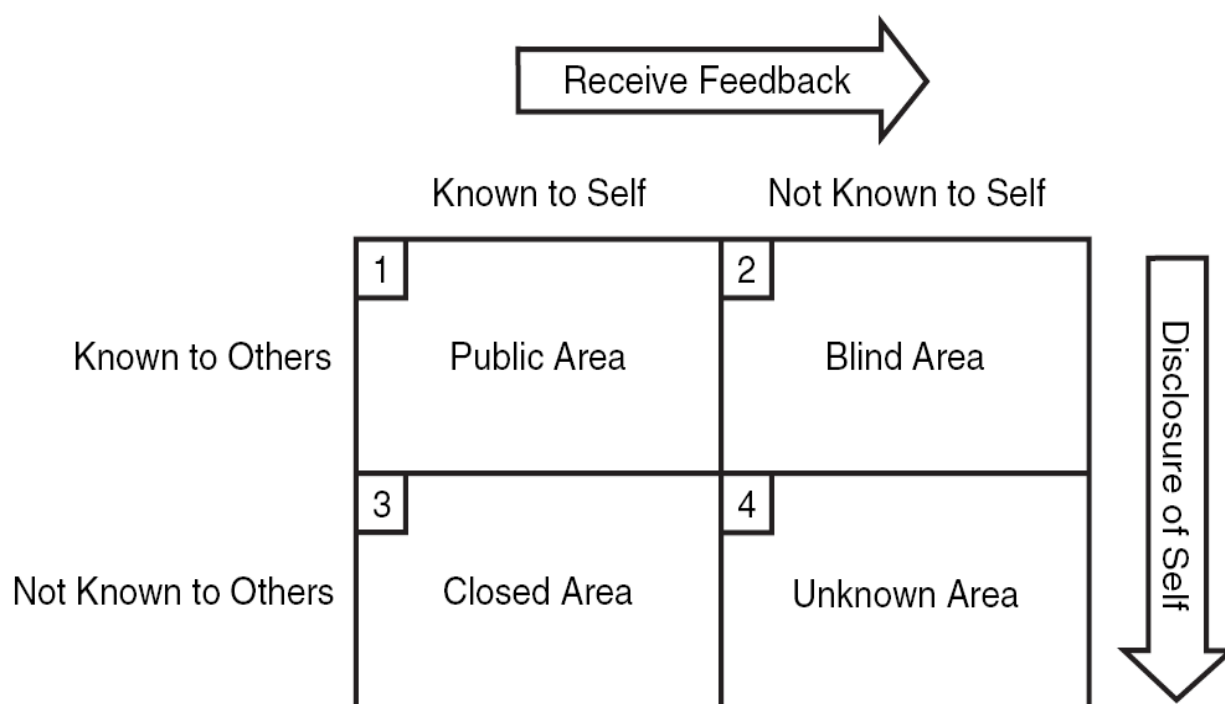 Receive Feedback
Known to Self Not Known to Self
1 2
Known to Others Public Area Blind Area
Disclosure of Self
3 4
Not Known to Others Closed Area Unknown Area